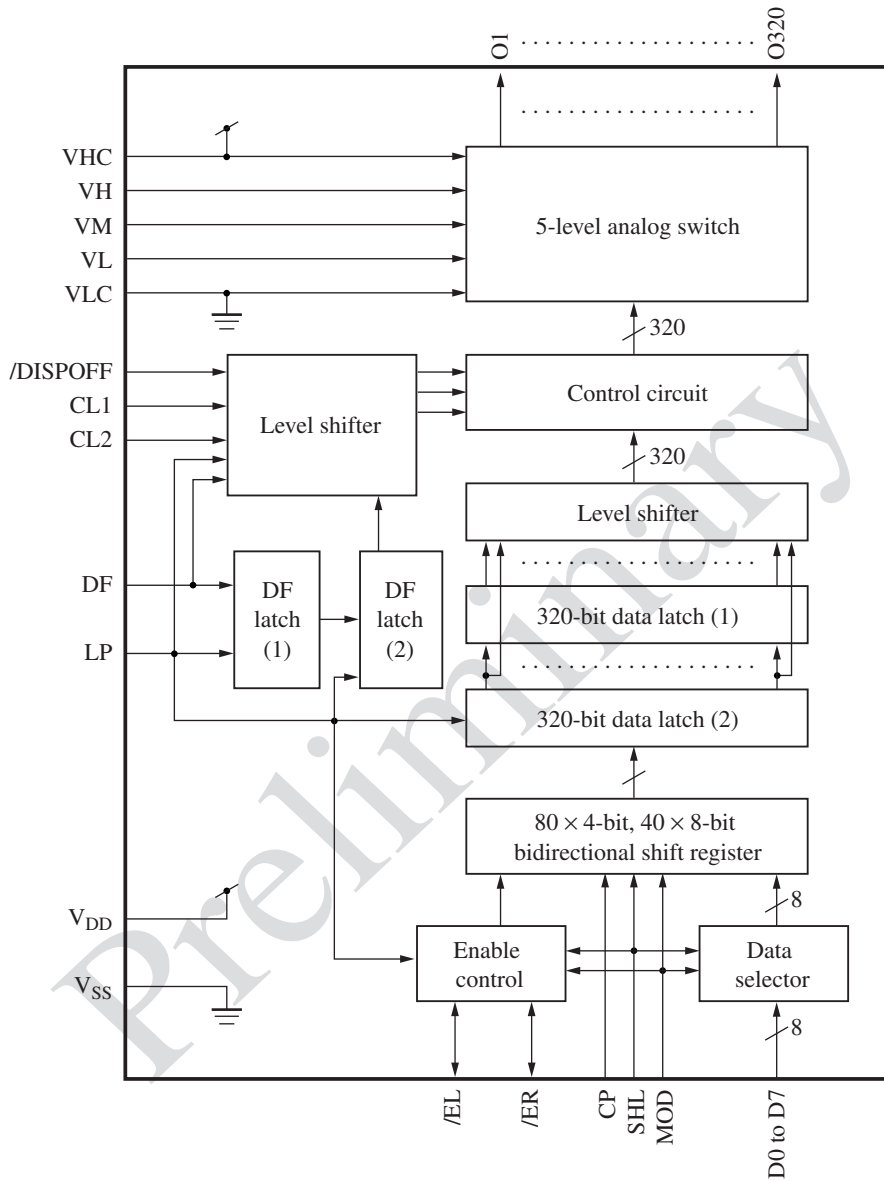 O1
O320
VHC
VH
VM
VL
VLC
5-level analog switch
320
/DISPOFF
CL1
CL2
Level shifter
Control circuit
320
Level shifter
DF
LP
DF
latch
(1)
DF
latch
(2)
320-bit data latch (1)
320-bit data latch (2)
80 × 4-bit, 40 × 8-bit
bidirectional shift register
8
VDD
VSS
Enable
control
Data
selector
8
/EL
/ER
CP
SHL
MOD
D0 to D7
Preliminary